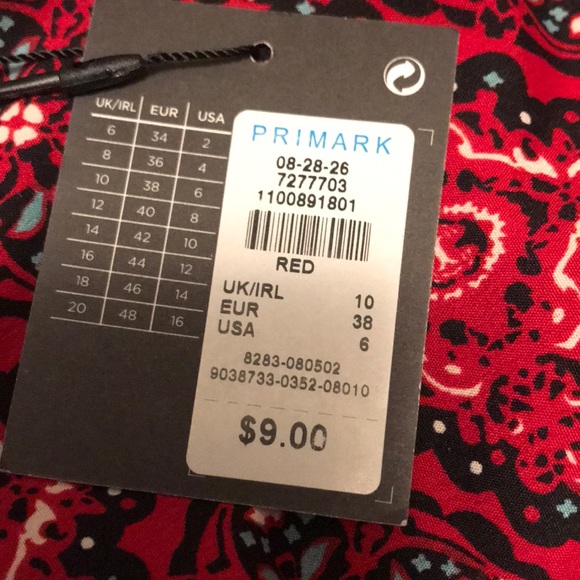 UK/IRL EUR USA
6 34 2
8 36 4
10 38 6
12 40 8
14 42 10
16 44 12
18 46 14
20 48 16
PRIMARK
08-28-26
7277703
1100891801
RED
UK/IRL 10
EUR 38
USA 6
8283-080502
9038733-0352-08010
$9.00